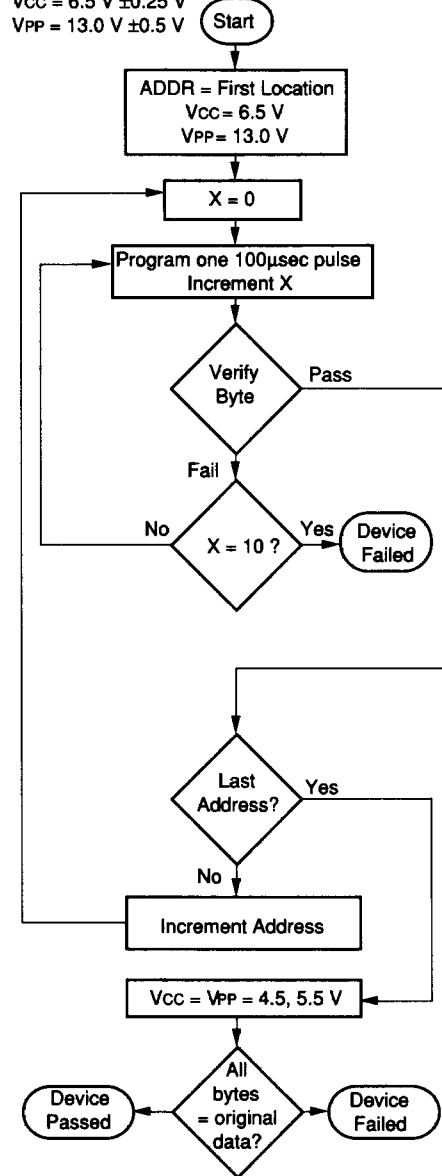 VCC = 6.5 V ±0.25 V
VPP = 13.0 V ±0.5 V
Start
ADDR = First Location
VCC = 6.5 V
VPP = 13.0 V
X = 0
Program one 100µsec pulse
Increment X
Verify
Byte
Pass
Fail
No
X = 10 ?
Yes
Device
Failed
Last
Address?
Yes
No
Increment Address
VCC = VPP = 4.5, 5.5 V
All
bytes
= original
data?
Device
Passed
Device
Failed